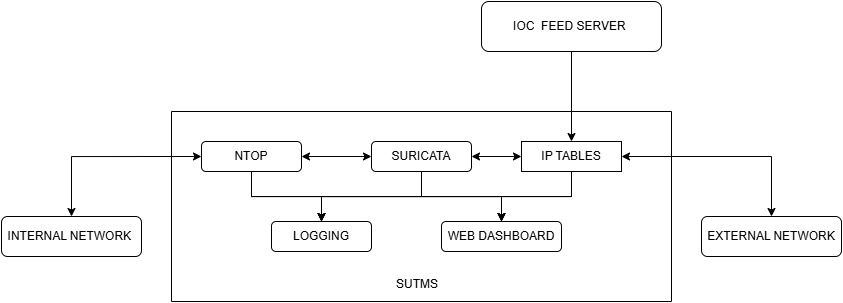 IOC FEED SERVER
NTOP
SURICATA
IP TABLES
INTERNAL NETWORK
LOGGING
WEB DASHBOARD
EXTERNAL NETWORK
SUTMS